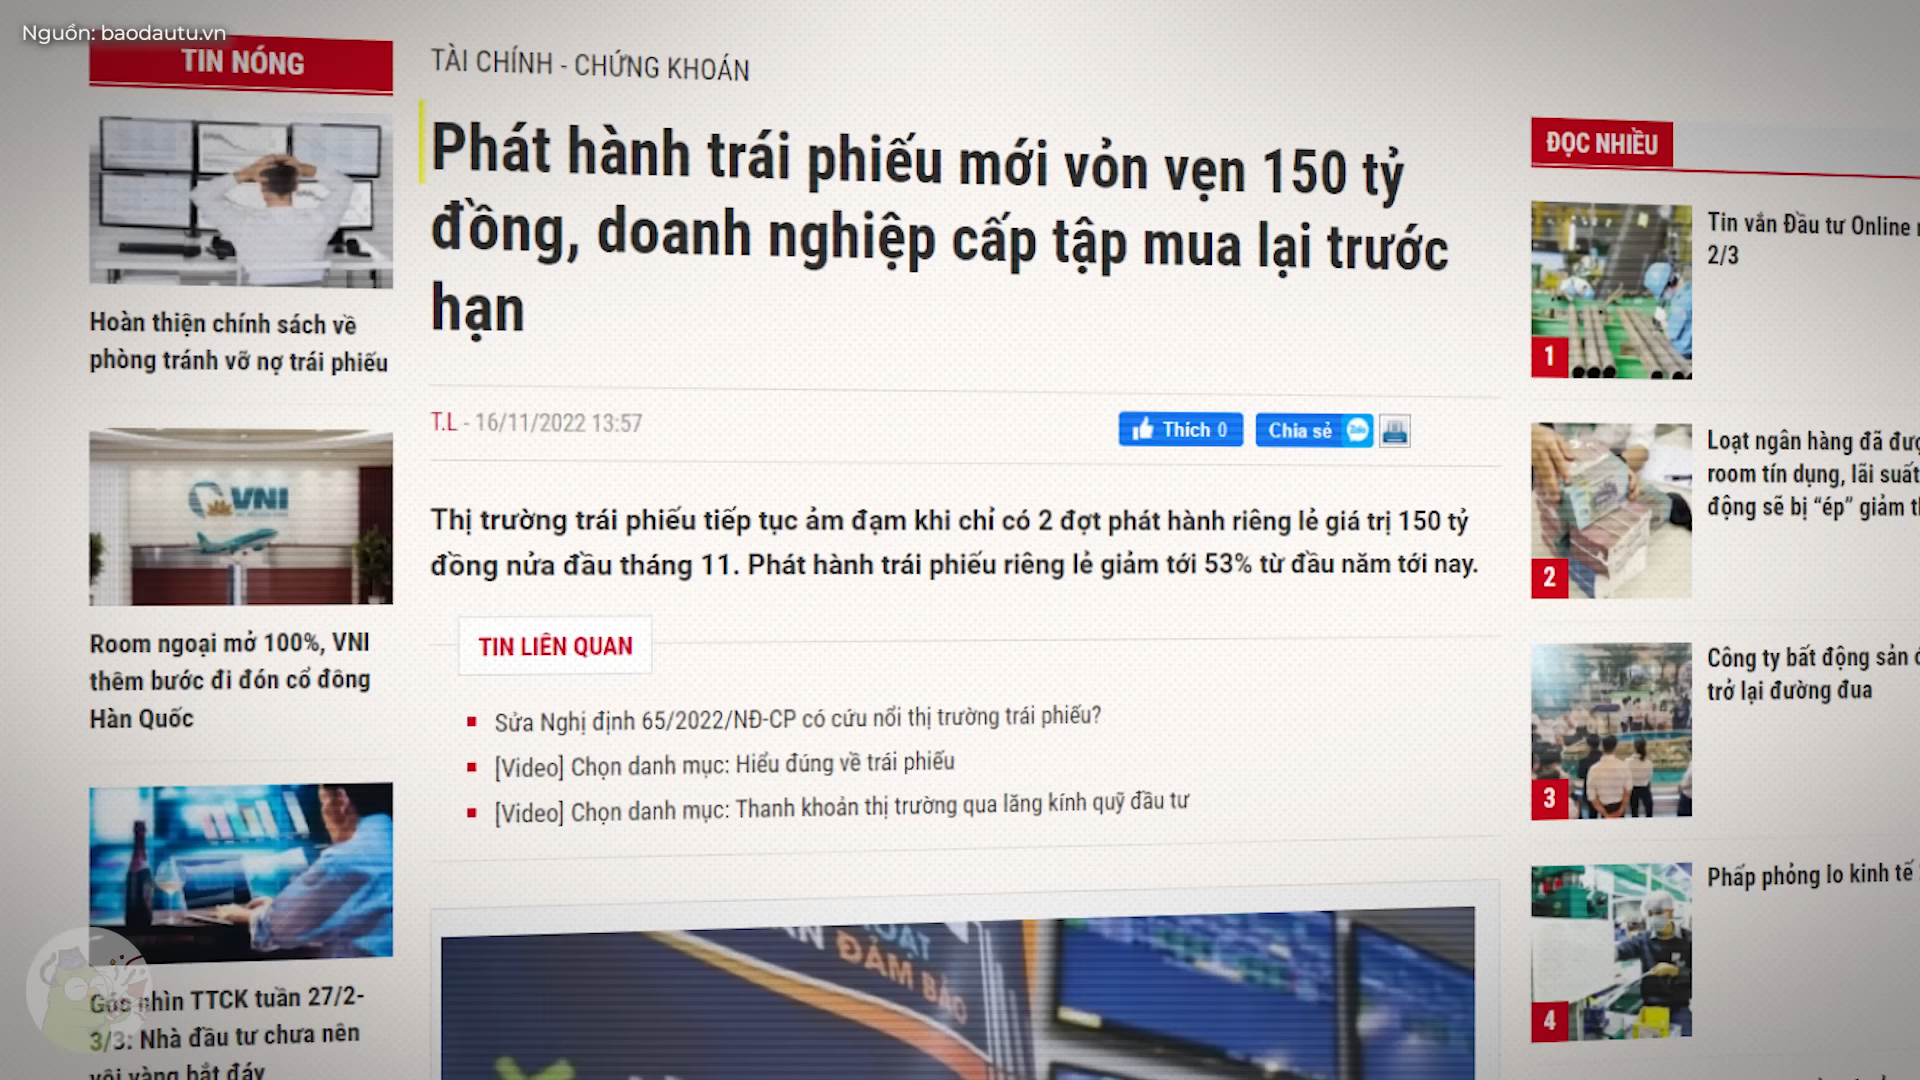 Nguồn: baodautu.vn
TIN NÓNG
Hoàn thiện chính sách về
phòng tránh vỡ nợ trái phiếu
VNI
Room ngoại mở 100%, VNI
thêm bước đi đón cổ đông
Hàn Quốc
Góc nhìn TTCK tuần 27/2-
3/3: Nhà đầu tư chưa nên
vội vàng bắt đáy
TÀI CHÍNH - CHỨNG KHOÁN
Phát hành trái phiếu mới vỏn vẹn 150 tỷ
đồng, doanh nghiệp cấp tập mua lại trước
hạn
T.L - 16/11/2022 13:57
Thích 0
Chia sẻ
Zalo
Thị trường trái phiếu tiếp tục ảm đạm khi chỉ có 2 đợt phát hành riêng lẻ giá trị 150 tỷ
đồng nửa đầu tháng 11. Phát hành trái phiếu riêng lẻ giảm tới 53% từ đầu năm tới nay.
TIN LIÊN QUAN
Sửa Nghị định 65/2022/NĐ-CP có cứu nổi thị trường trái phiếu?
[Video] Chọn danh mục: Hiểu đúng về trái phiếu
[Video] Chọn danh mục: Thanh khoản thị trường qua lăng kính quỹ đầu tư
ĐỌC NHIỀU
Tin vắn Đầu tư Online
2/3
1
Loạt ngân hàng đã
room tín dụng, lãi suất
động sẽ bị “ép” giảm
2
Công ty bất động sản
trở lại đường đua
3
Phấp phỏng lo kinh tế
4